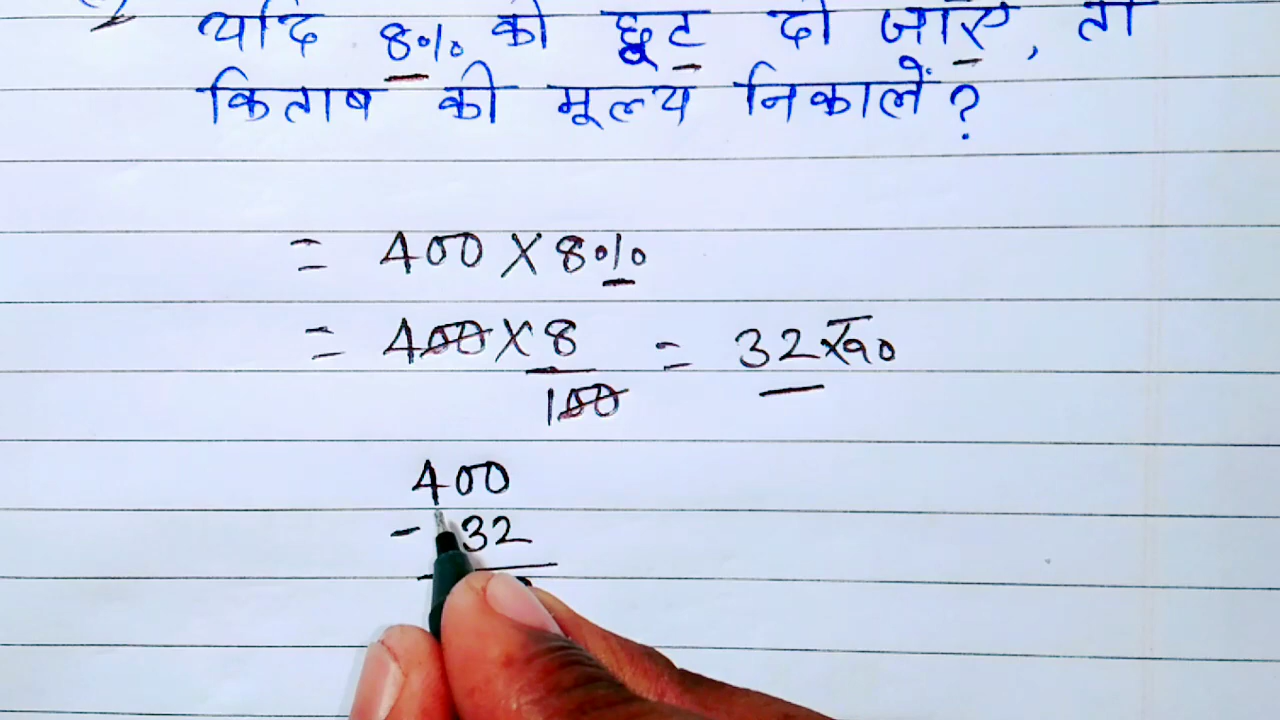 यदि 8% की छूट दी जाए, तो
किताब की मूल्य निकालें?
= 400 × 8%
= 400 × 8 / 100 = 32 रु०
400
- 32